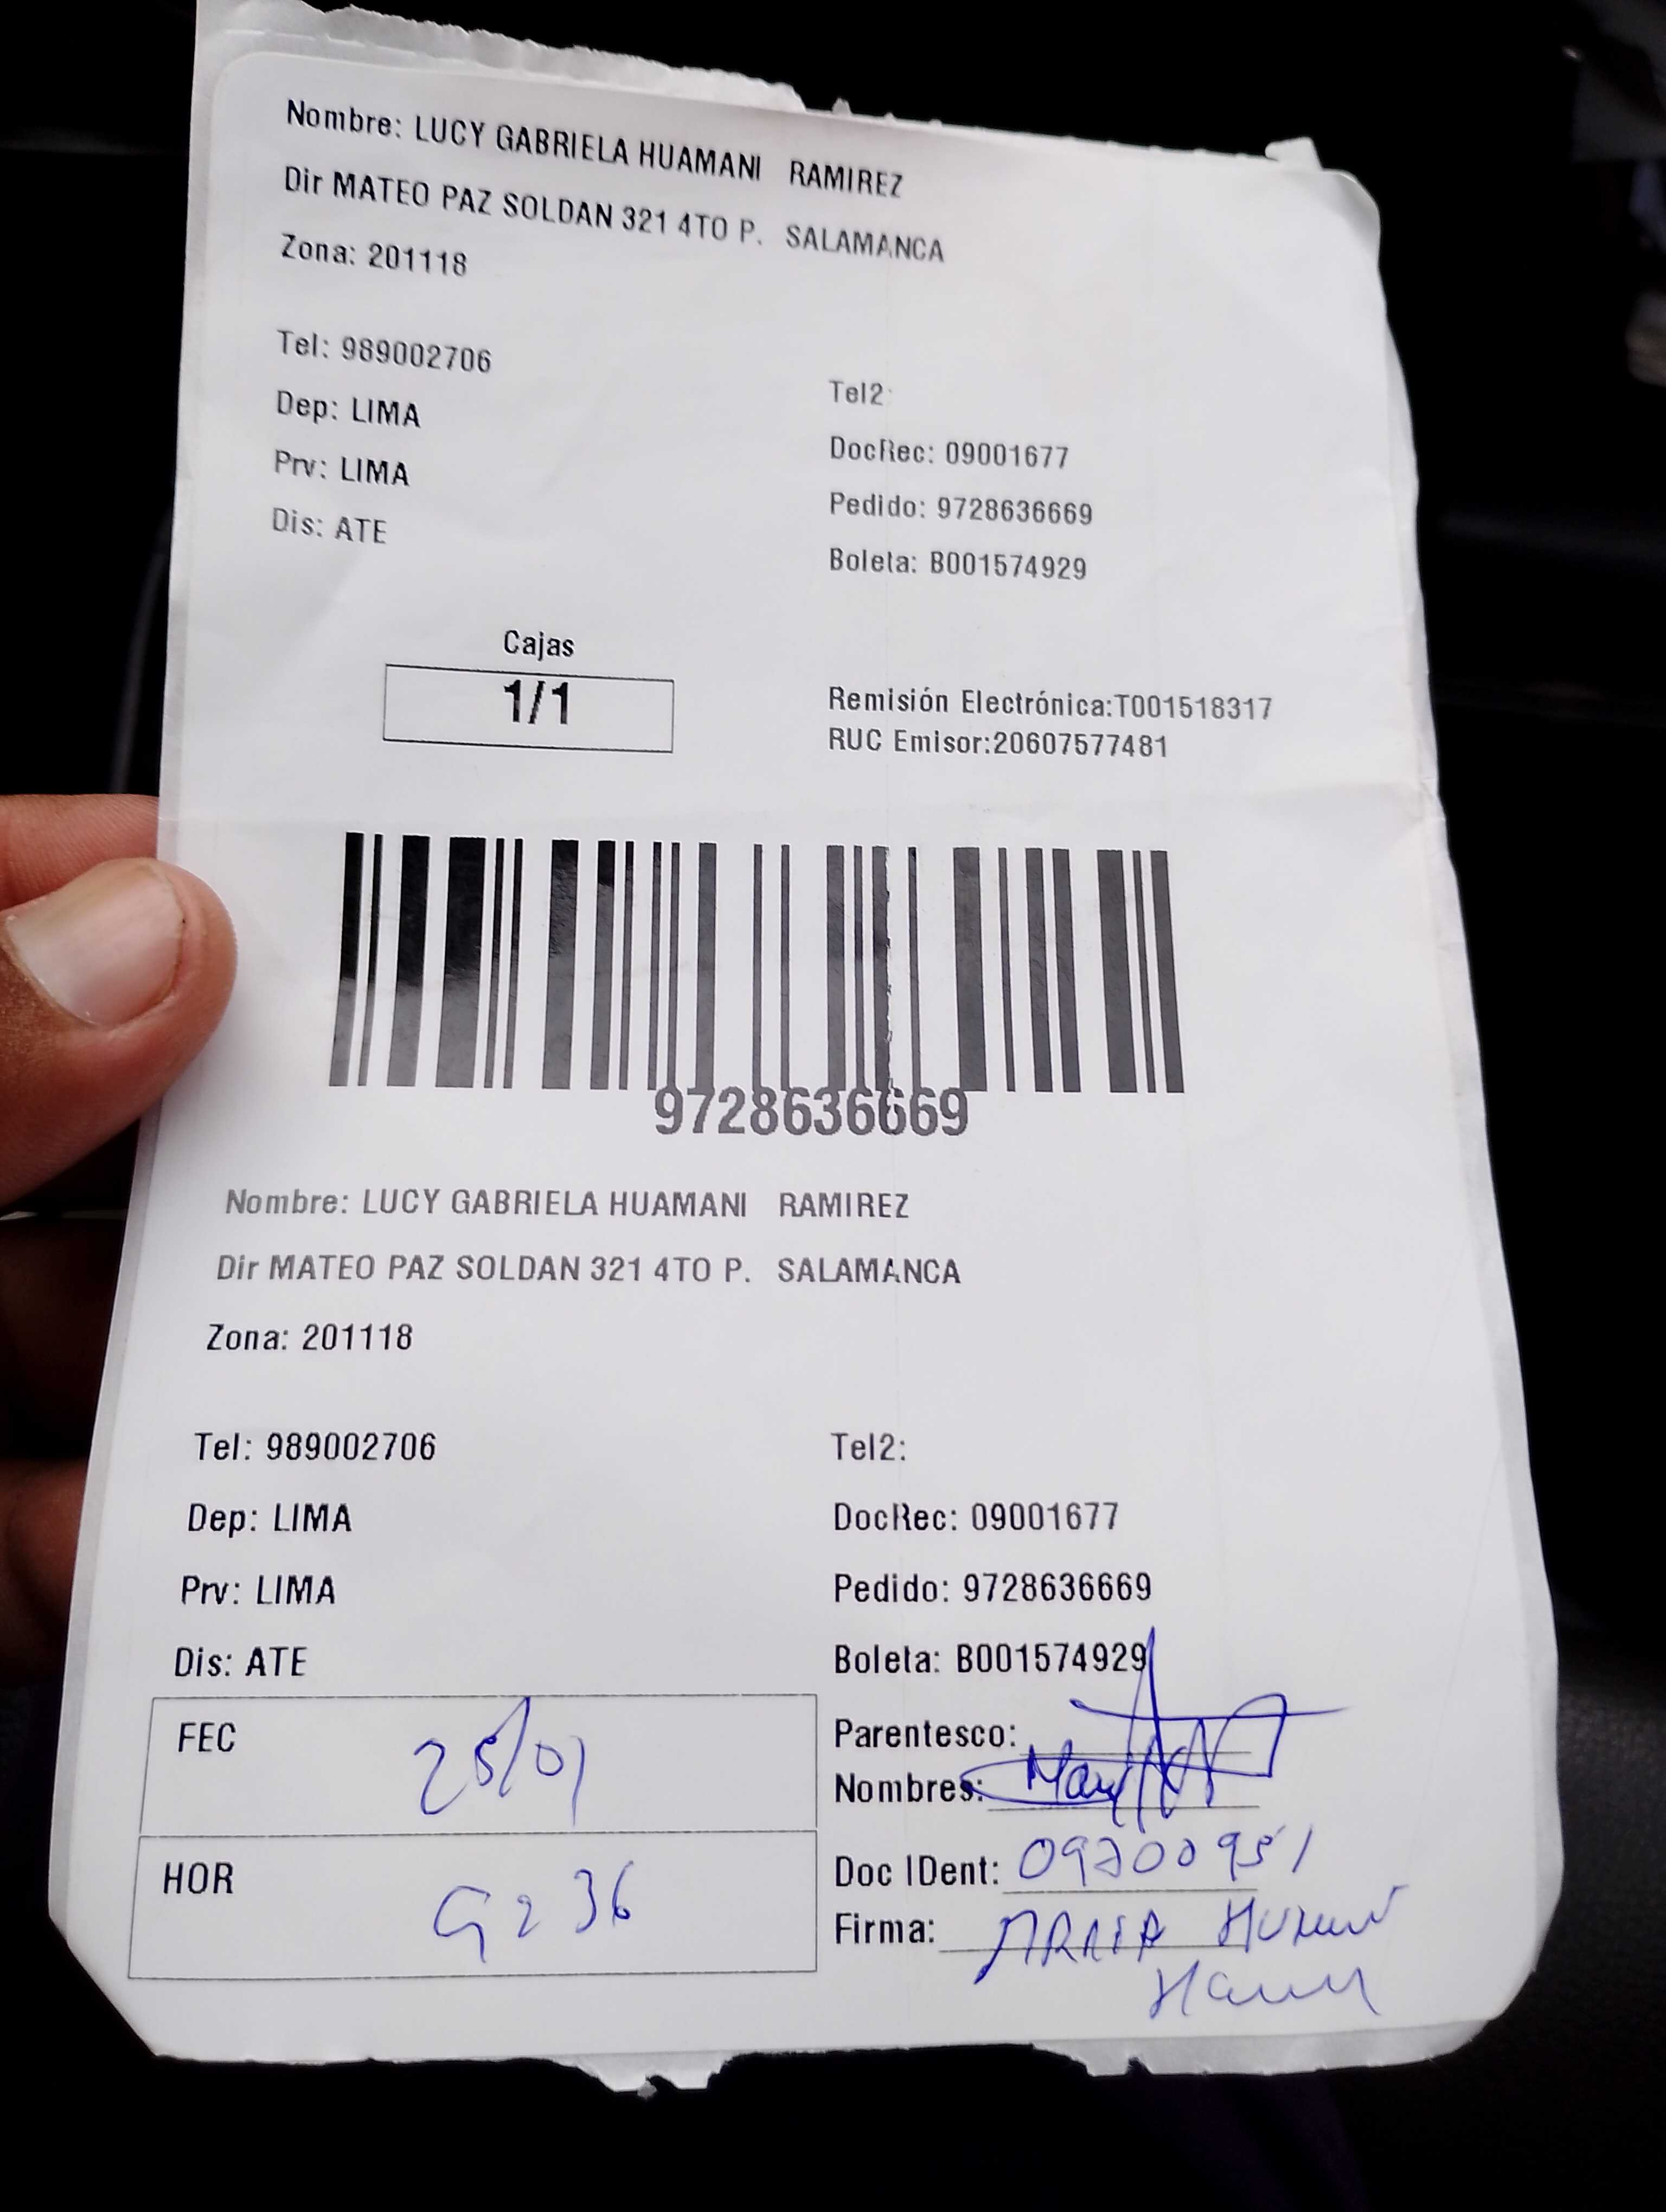 Nombre: LUCY GABRIELA HUAMANI RAMIREZ
Dir MATEO PAZ SOLDAN 321 4TO P. SALAMANCA
Zona: 201118
Tel: 989002706
Tel2:
Dep: LIMA
DocRec: 09001677
Prv: LIMA
Pedido: 9728636669
Dis: ATE
Boleta: B001574929
Cajas
1/1
Remisión Electrónica:T001518317
RUC Emisor:20607577481
9728636669
Nombre: LUCY GABRIELA HUAMANI RAMIREZ
Dir MATEO PAZ SOLDAN 321 4TO P. SALAMANCA
Zona: 201118
Tel: 989002706
Tel2:
Dep: LIMA
DocRec: 09001677
Prv: LIMA
Pedido: 9728636669
Dis: ATE
Boleta: B001574929
FEC 25/01
Parentesco:
Nombres:
HOR
Doc IDent:
Firma: